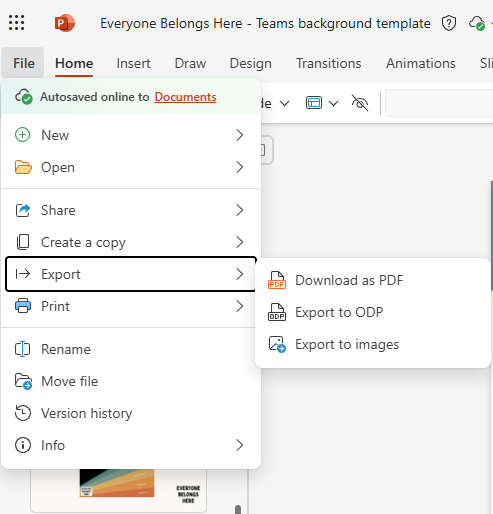 Everyone Belongs Here - Teams background template
File Home Insert Draw Design Transitions Animations
Autosaved online to Documents
New
Open
Share
Create a copy
Export
Download as PDF
Export to ODP
Export to images
Print
Rename
Move file
Version history
Info
EVERYONE
BELONGS
HERE